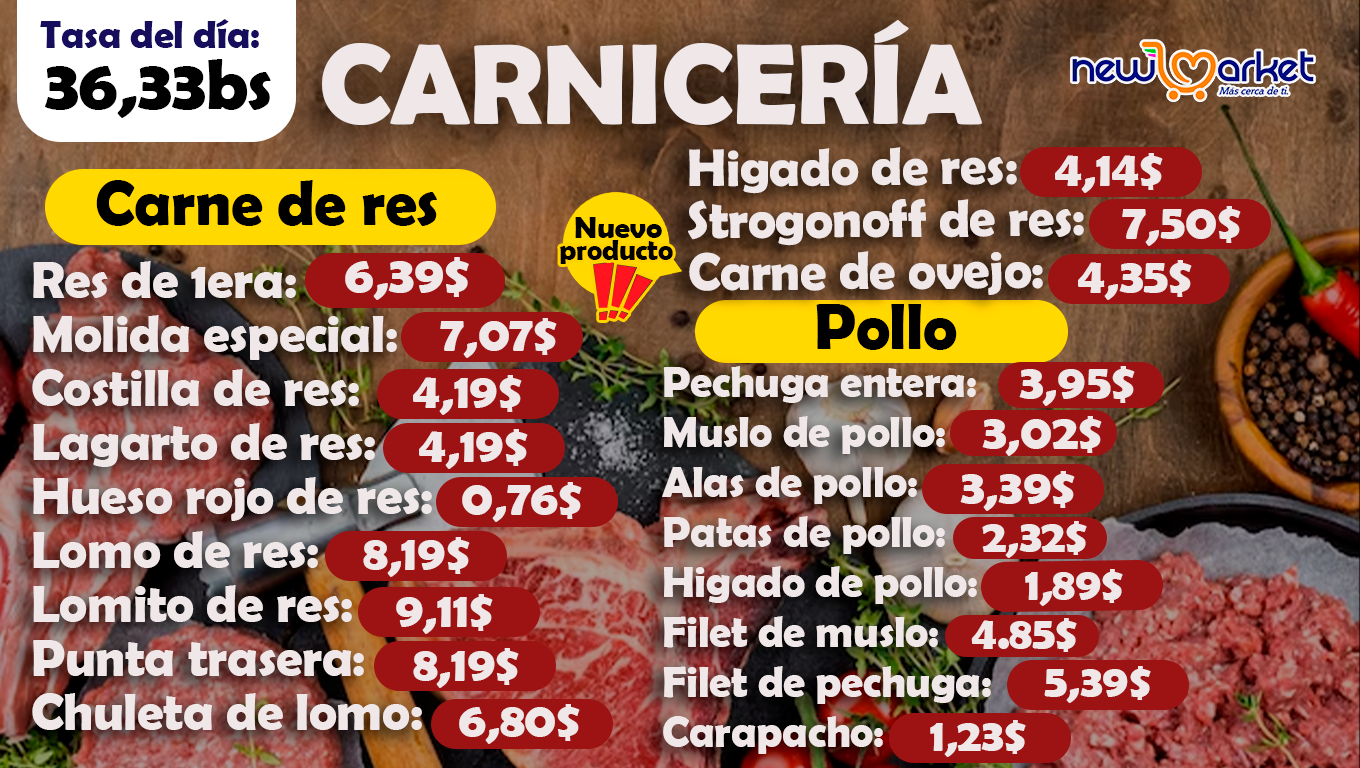 Tasa del día:
36,33bs
CARNICERÍA
new market
Más cerca de ti.
Carne de res
Res de 1era: 6,39$
Molida especial: 7,07$
Costilla de res: 4,19$
Lagarto de res: 4,19$
Hueso rojo de res: 0,76$
Lomo de res: 8,19$
Lomito de res: 9,11$
Punta trasera: 8,19$
Chuleta de lomo: 6,80$
Higado de res: 4,14$
Strogonoff de res: 7,50$
Nuevo
producto
Carne de ovejo: 4,35$
Pollo
Pechuga entera: 3,95$
Muslo de pollo: 3,02$
Alas de pollo: 3,39$
Patas de pollo: 2,32$
Higado de pollo: 1,89$
Filet de muslo: 4.85$
Filet de pechuga: 5,39$
Carapacho: 1,23$